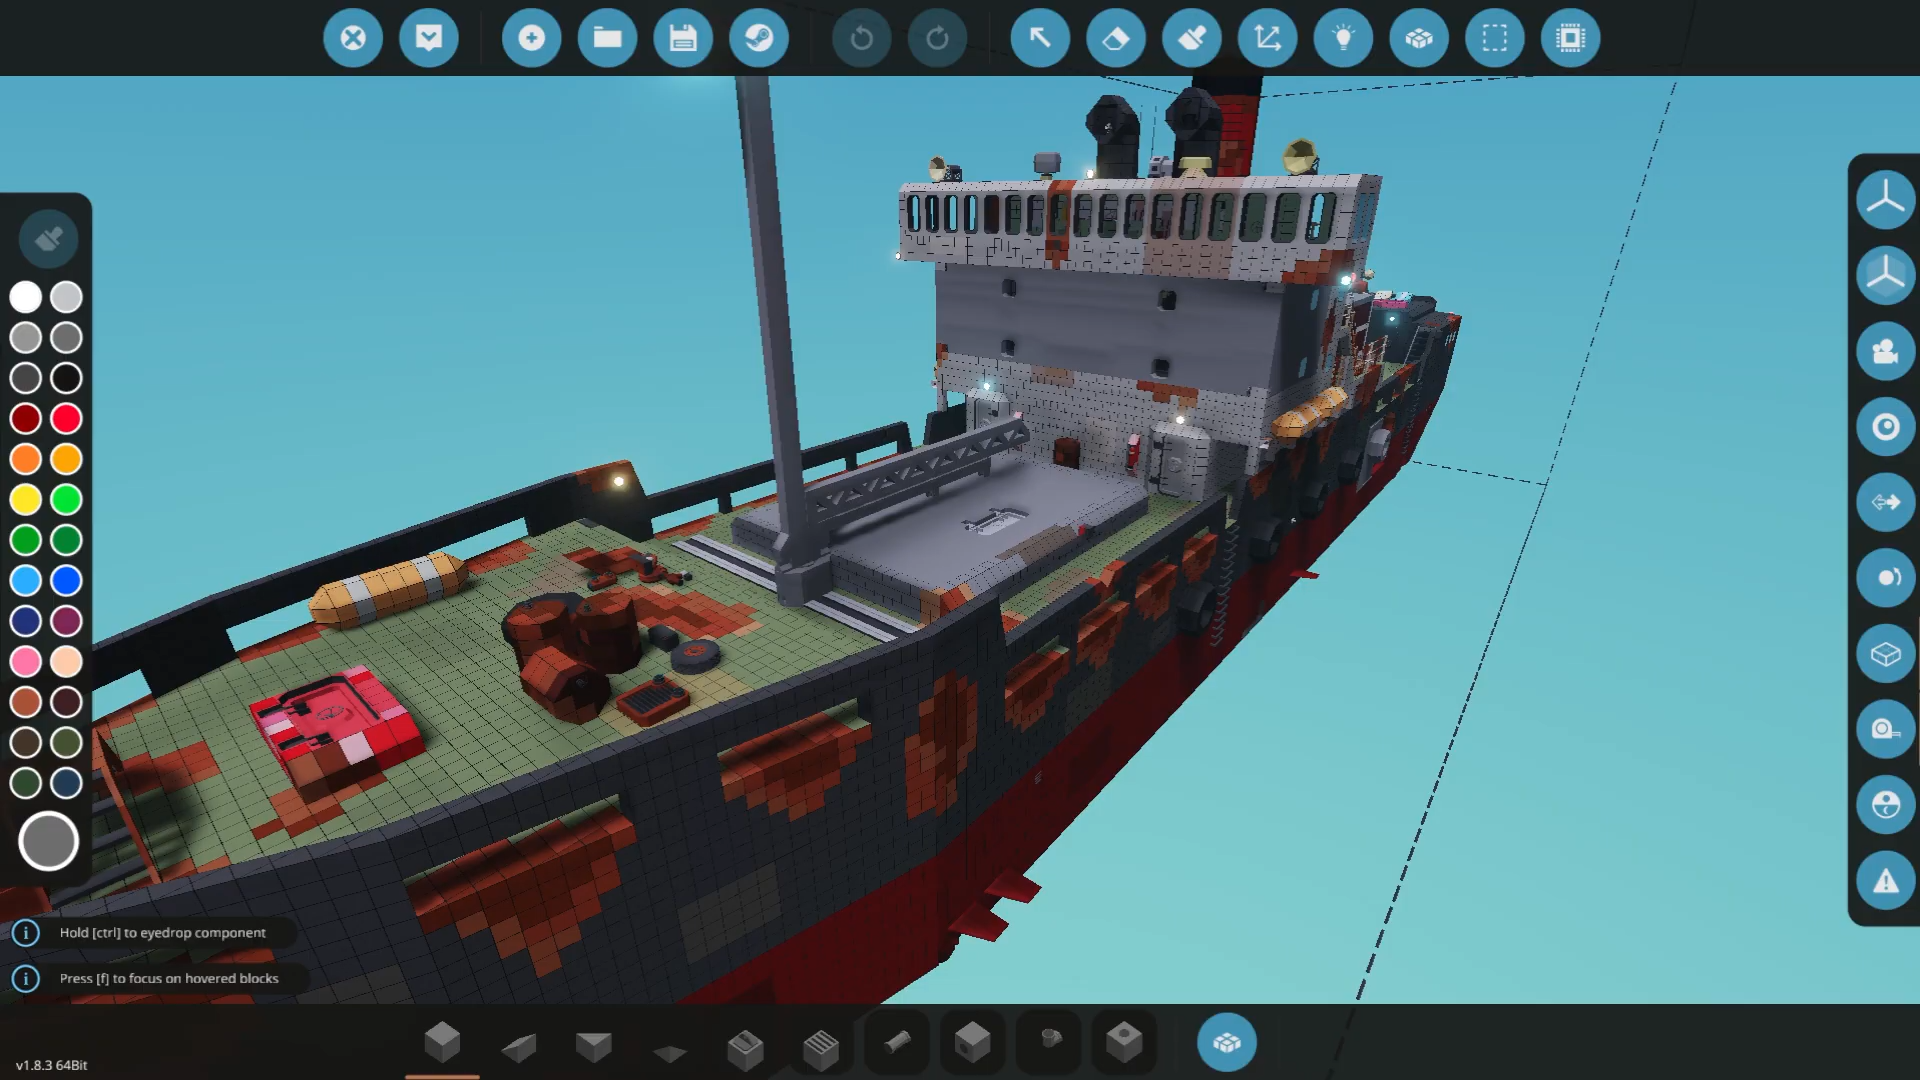 Hold [ctrl] to eyedrop component
Press [f] to focus on hovered blocks
v1.8.3 64Bit